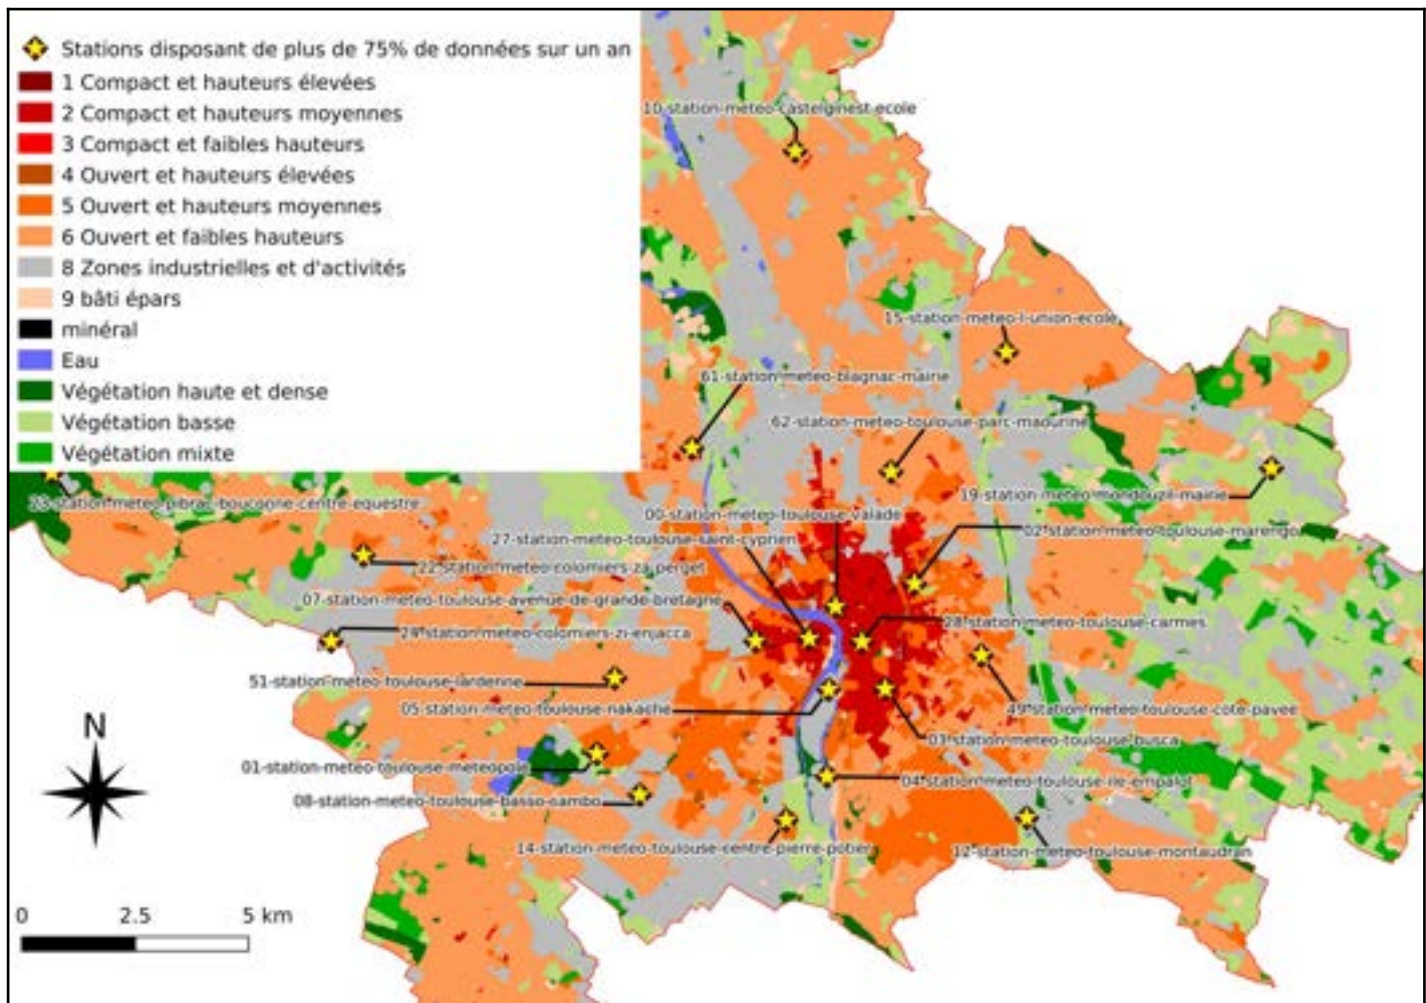 Stations disposant de plus de 75% de données sur un an
1 Compact et hauteurs élevées
2 Compact et hauteurs moyennes
3 Compact et faibles hauteurs
4 Ouvert et hauteurs élevées
5 Ouvert et hauteurs moyennes
6 Ouvert et faibles hauteurs
8 Zones industrielles et d'activités
9 bâti épars
minéral
Eau
Végétation haute et dense
Végétation basse
Végétation mixte
10-station-meteo-castelginest-ecole
15-station-meteo-l-union-ecole
61-station-meteo-blagnac-mairie
62-station-meteo-toulouse-parc-maourine
19-station-meteo-mondouzil-mairie
23-station-meteo-pibrac-bouconne-centre-equestre
00-station-meteo-toulouse-valade
02-station-meteo-toulouse-marengo
27-station-meteo-toulouse-saint-cyprien
22-station-meteo-colomiers-za-perget
07-station-meteo-toulouse-avenue-de-grande-bretagne
28-station-meteo-toulouse-carmes
24-station-meteo-colomiers-zi-enjacca
51-station-meteo-toulouse-lardenne
05-station-meteo-toulouse-nakache
49-station-meteo-toulouse-cote-pavee
03-station-meteo-toulouse-busca
01-station-meteo-toulouse-meteopole
04-station-meteo-toulouse-ile-empalot
08-station-meteo-toulouse-basso-cambo
14-station-meteo-toulouse-centre-pierre-potier
12-station-meteo-toulouse-montaudran
N
0 2.5 5 km